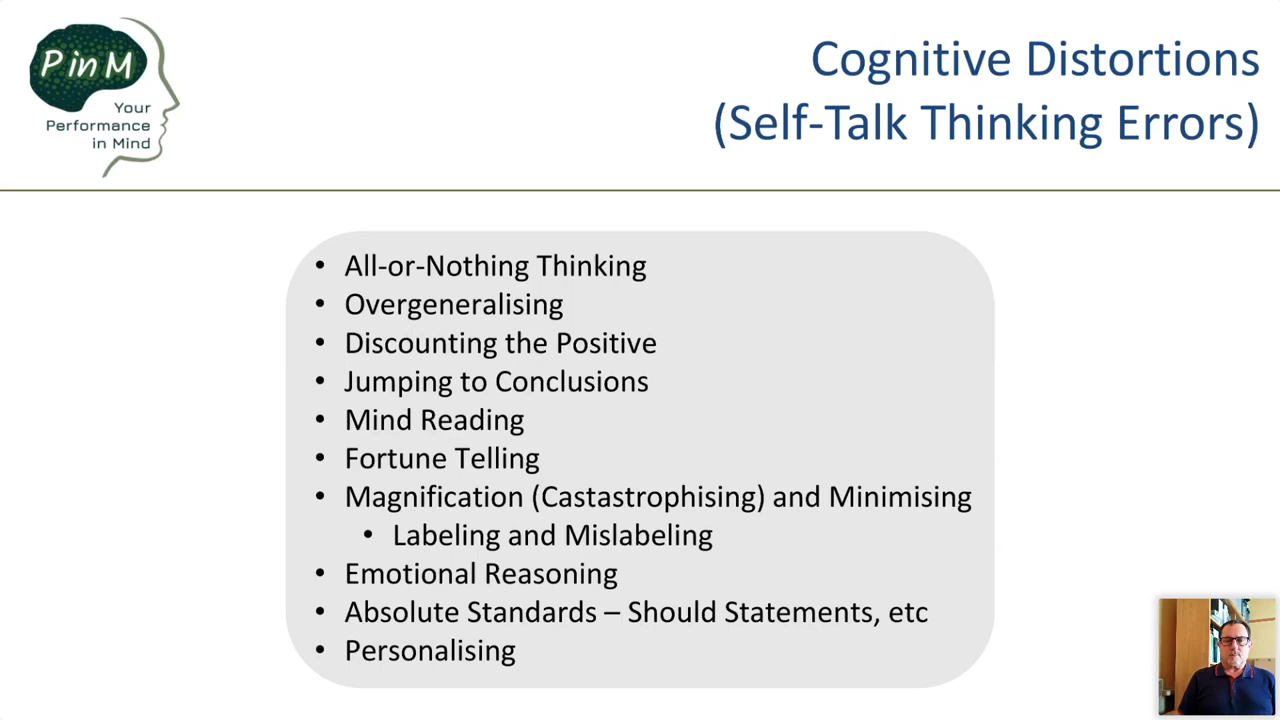 P in M
Your
Performance
in Mind
Cognitive Distortions
(Self-Talk Thinking Errors)
• All-or-Nothing Thinking
• Overgeneralising
• Discounting the Positive
• Jumping to Conclusions
• Mind Reading
• Fortune Telling
• Magnification (Castastrophising) and Minimising
• Labeling and Mislabeling
• Emotional Reasoning
• Absolute Standards – Should Statements, etc
• Personalising